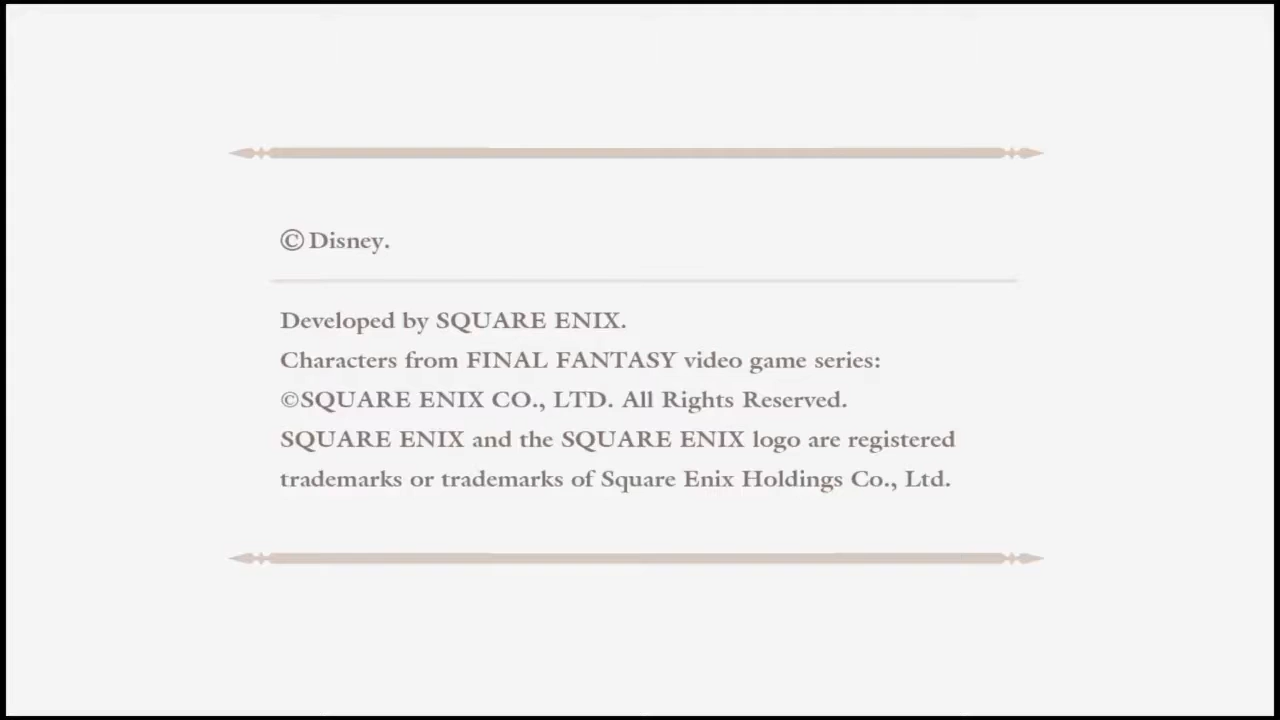 © Disney.
Developed by SQUARE ENIX.
Characters from FINAL FANTASY video game series:
©SQUARE ENIX CO., LTD. All Rights Reserved.
SQUARE ENIX and the SQUARE ENIX logo are registered
trademarks or trademarks of Square Enix Holdings Co., Ltd.